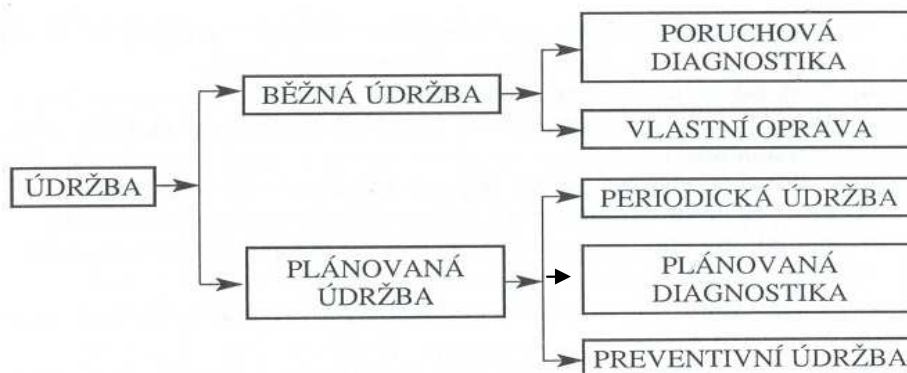 PORUCHOVÁ
DIAGNOSTIKA
BĚŽNÁ ÚDRŽBA
VLASTNÍ OPRAVA
ÚDRŽBA
PERIODICKÁ ÚDRŽBA
PLÁNOVANÁ
ÚDRŽBA
PLÁNOVANÁ
DIAGNOSTIKA
PREVENTIVNÍ ÚDRŽBA